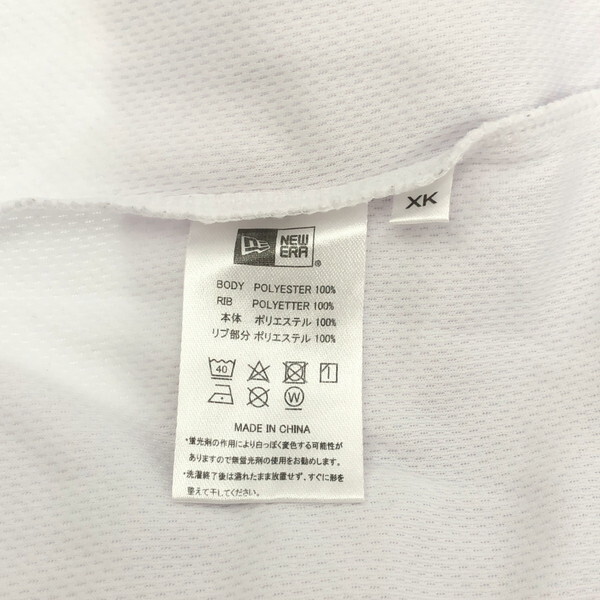 XK
NEW
ERA®
BODY POLYESTER 100%
RIB POLYETTER 100%
本体 ポリエステル 100%
リブ部分 ポリエステル 100%
40
W
MADE IN CHINA
*蛍光剤の作用により白っぽく変色する可能性が
ありますので無蛍光剤の使用をお勧めします。
*洗濯終了後は濡れたまま放置せず、すぐに形を
整えて干してください。